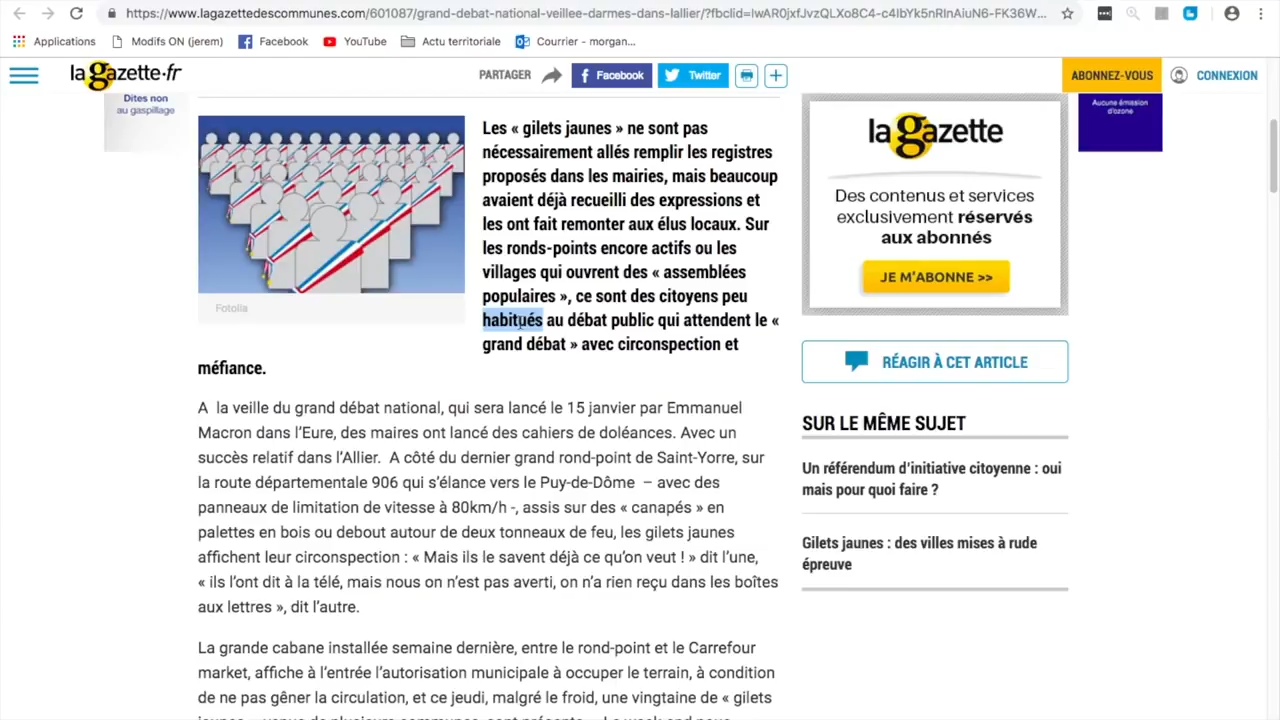 https://www.lagazettedescommunes.com/601087/grand-debat-national-veillee-darmes-dans-lallier/?fbclid=IwAR0jxfJvzQLXo8C4-c4IbYk5nRlnAiuN6-FK36W...
Applications
Modifs ON (jerem)
Facebook
YouTube
Actu territoriale
Courrier - morgan...
la gazette.fr
PARTAGER
Facebook
Twitter
ABONNEZ-VOUS
CONNEXION
Dites non
au gaspillage
Aucune émission
d'ozone
Fotolia
Les « gilets jaunes » ne sont pas
nécessairement allés remplir les registres
proposés dans les mairies, mais beaucoup
avaient déjà recueilli des expressions et
les ont fait remonter aux élus locaux. Sur
les ronds-points encore actifs ou les
villages qui ouvrent des « assemblées
populaires », ce sont des citoyens peu
habitués au débat public qui attendent le «
grand débat » avec circonspection et
méfiance.
A la veille du grand débat national, qui sera lancé le 15 janvier par Emmanuel
Macron dans l'Eure, des maires ont lancé des cahiers de doléances. Avec un
succès relatif dans l'Allier. A côté du dernier grand rond-point de Saint-Yorre, sur
la route départementale 906 qui s'élance vers le Puy-de-Dôme – avec des
panneaux de limitation de vitesse à 80km/h -, assis sur des « canapés » en
palettes en bois ou debout autour de deux tonneaux de feu, les gilets jaunes
affichent leur circonspection : « Mais ils le savent déjà ce qu'on veut ! » dit l'une,
« ils l'ont dit à la télé, mais nous on n'est pas averti, on n'a rien reçu dans les boîtes
aux lettres », dit l'autre.
La grande cabane installée semaine dernière, entre le rond-point et le Carrefour
market, affiche à l'entrée l'autorisation municipale à occuper le terrain, à condition
de ne pas gêner la circulation, et ce jeudi, malgré le froid, une vingtaine de « gilets
la gazette
Des contenus et services
exclusivement réservés
aux abonnés
JE M'ABONNE >>
RÉAGIR À CET ARTICLE
SUR LE MÊME SUJET
Un référendum d'initiative citoyenne : oui
mais pour quoi faire ?
Gilets jaunes : des villes mises à rude
épreuve